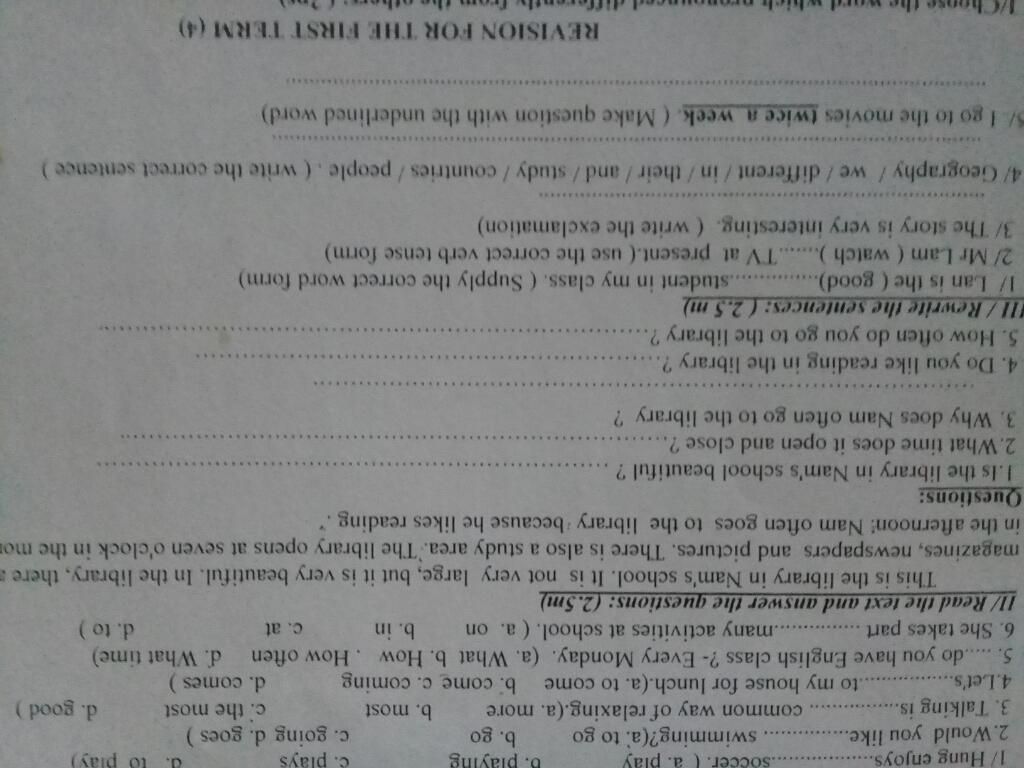 1/ Hung enjoys....................soccer. ( a. play b. playing c. plays d. to play)
2.Would you like................ swimming?(a. to go b. go c. going d. goes )
3. Talking is................. common way of relaxing.(a. more b. most c. the most d. good )
4.Let's.................to my house for lunch.(a. to come b. come c. coming d. comes )
5. .....do you have English class ?- Every Monday. (a. What b. How . How often d. What time)
6. She takes part ................many activities at school. ( a. on b. in c. at d. to )
II/ Read the text and answer the questions: (2.5m)
This is the library in Nam's school. It is not very large, but it is very beautiful. In the library, there
magazines, newspapers and pictures. There is also a study area. The library opens at seven o'clock in the
in the afternoon. Nam often goes to the library because he likes reading .
Questions:
1.Is the library in Nam's school beautiful ? ................................................................
2.What time does it open and close ?................................................................
3. Why does Nam often go to the library ?
................................................................................
4. Do you like reading in the library ?................................................................
5. How often do you go to the library ?................................................................
III / Rewrite the sentences: ( 2.5 m)
1/ Lan is the ( good)................student in my class. ( Supply the correct word form)
2/ Mr Lam ( watch ).......TV at present.( use the correct verb tense form)
3/ The story is very interesting. ( write the exclamation)
................................................................
4/ Geography / we / different / in / their / and / study / countries / people . ( write the correct sentence )
................................................................................
5/ I go to the movies twice a week. ( Make question with the underlined word)
................................................................................
REVISION FOR THE FIRST TERM (4)
I/Choose the word which pronounced differently from the others: ( 2ms)